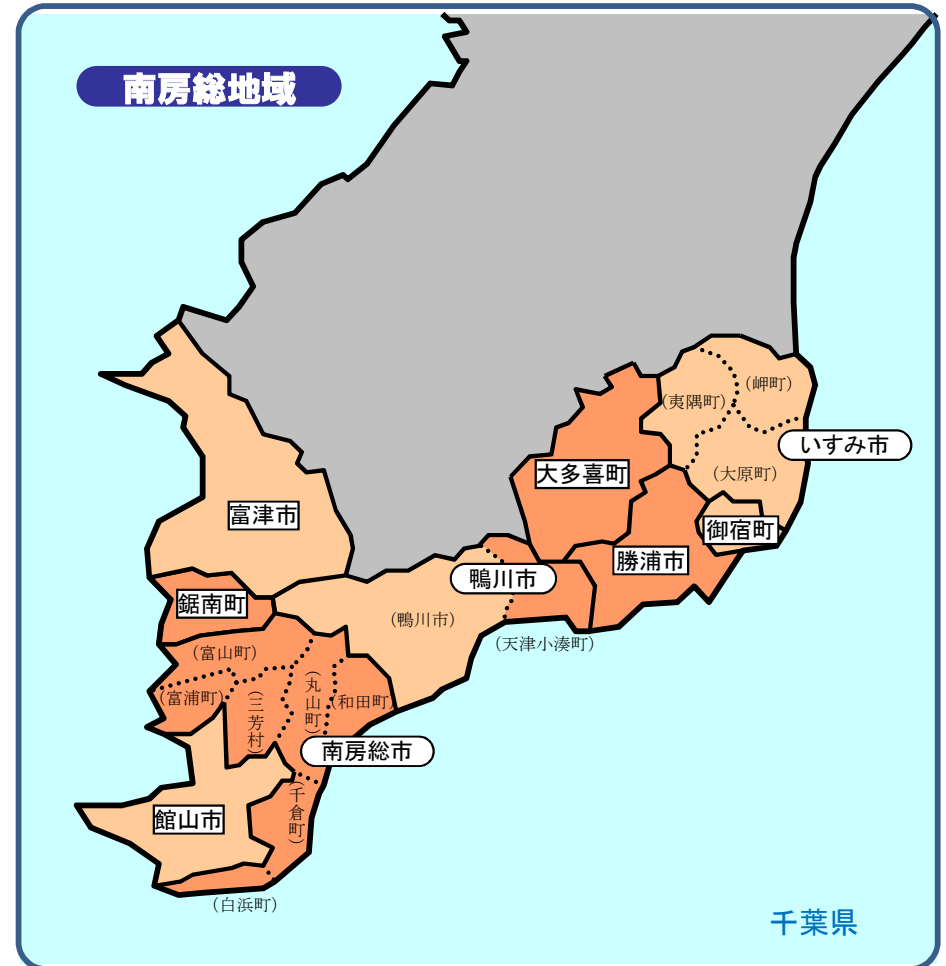 南房総地域
(岬町)
(夷隅町)
いすみ市
(大原町)
大多喜町
富津市
御宿町
勝浦市
鴨川市
鋸南町
(鴨川市)
(天津小湊町)
(富山町)
(富浦町)
(三芳村)
(丸山町)
(和田町)
南房総市
館山市
(千倉町)
(白浜町)
千葉県